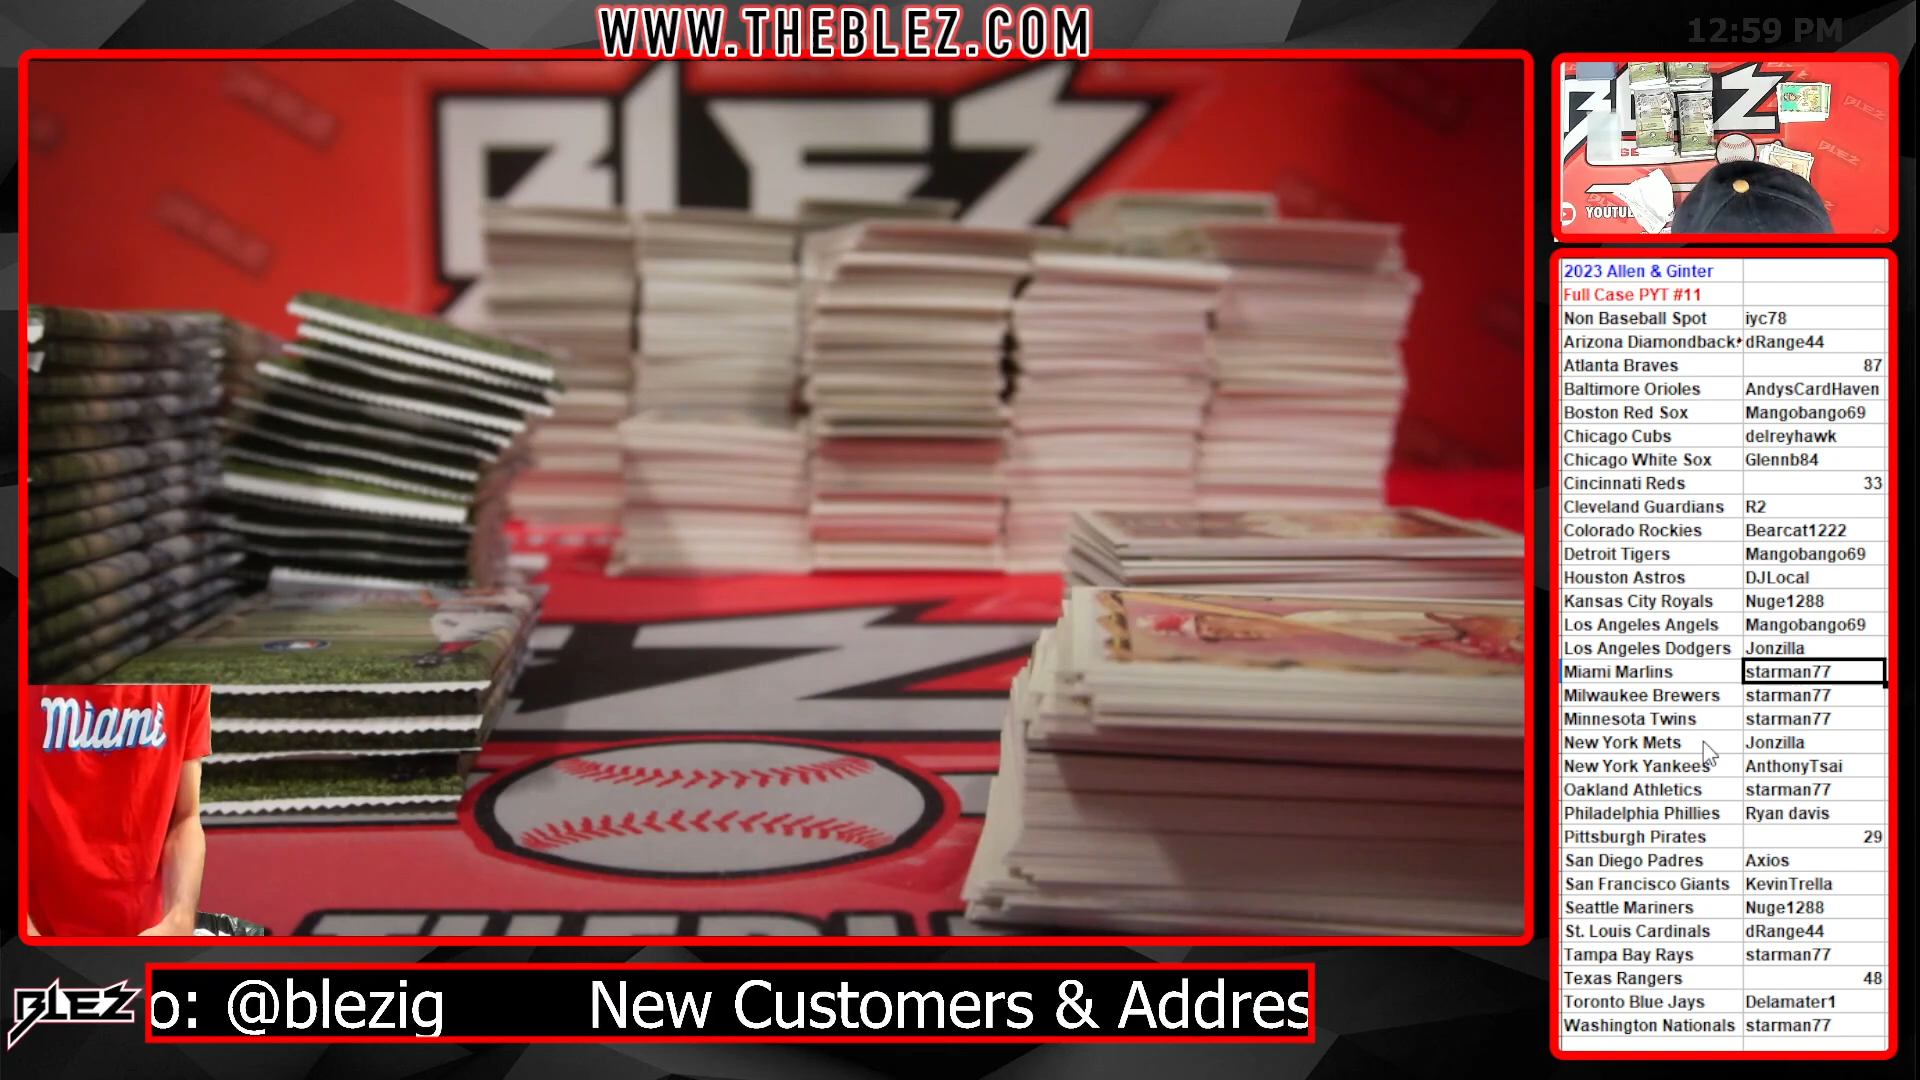 WWW.THEBLEZ.COM
12:59 PM
BLEZ
BLEZ
YOUTU
Miami
2023 Allen & Ginter
Full Case PYT #11
Non Baseball Spot iyc78
Arizona Diamondback dRange44
Atlanta Braves 87
Baltimore Orioles AndysCardHaven
Boston Red Sox Mangobango69
Chicago Cubs delreyhawk
Chicago White Sox Glennb84
Cincinnati Reds 33
Cleveland Guardians R2
Colorado Rockies Bearcat1222
Detroit Tigers Mangobango69
Houston Astros DJLocal
Kansas City Royals Nuge1288
Los Angeles Angels Mangobango69
Los Angeles Dodgers Jonzilla
Miami Marlins starman77
Milwaukee Brewers starman77
Minnesota Twins starman77
New York Mets Jonzilla
New York Yankees AnthonyTsai
Oakland Athletics starman77
Philadelphia Phillies Ryan davis
Pittsburgh Pirates 29
San Diego Padres Axios
San Francisco Giants KevinTrella
Seattle Mariners Nuge1288
St. Louis Cardinals dRange44
Tampa Bay Rays starman77
Texas Rangers 48
Toronto Blue Jays Delamater1
Washington Nationals starman77
BLEZ
o: @blezig New Customers & Addres